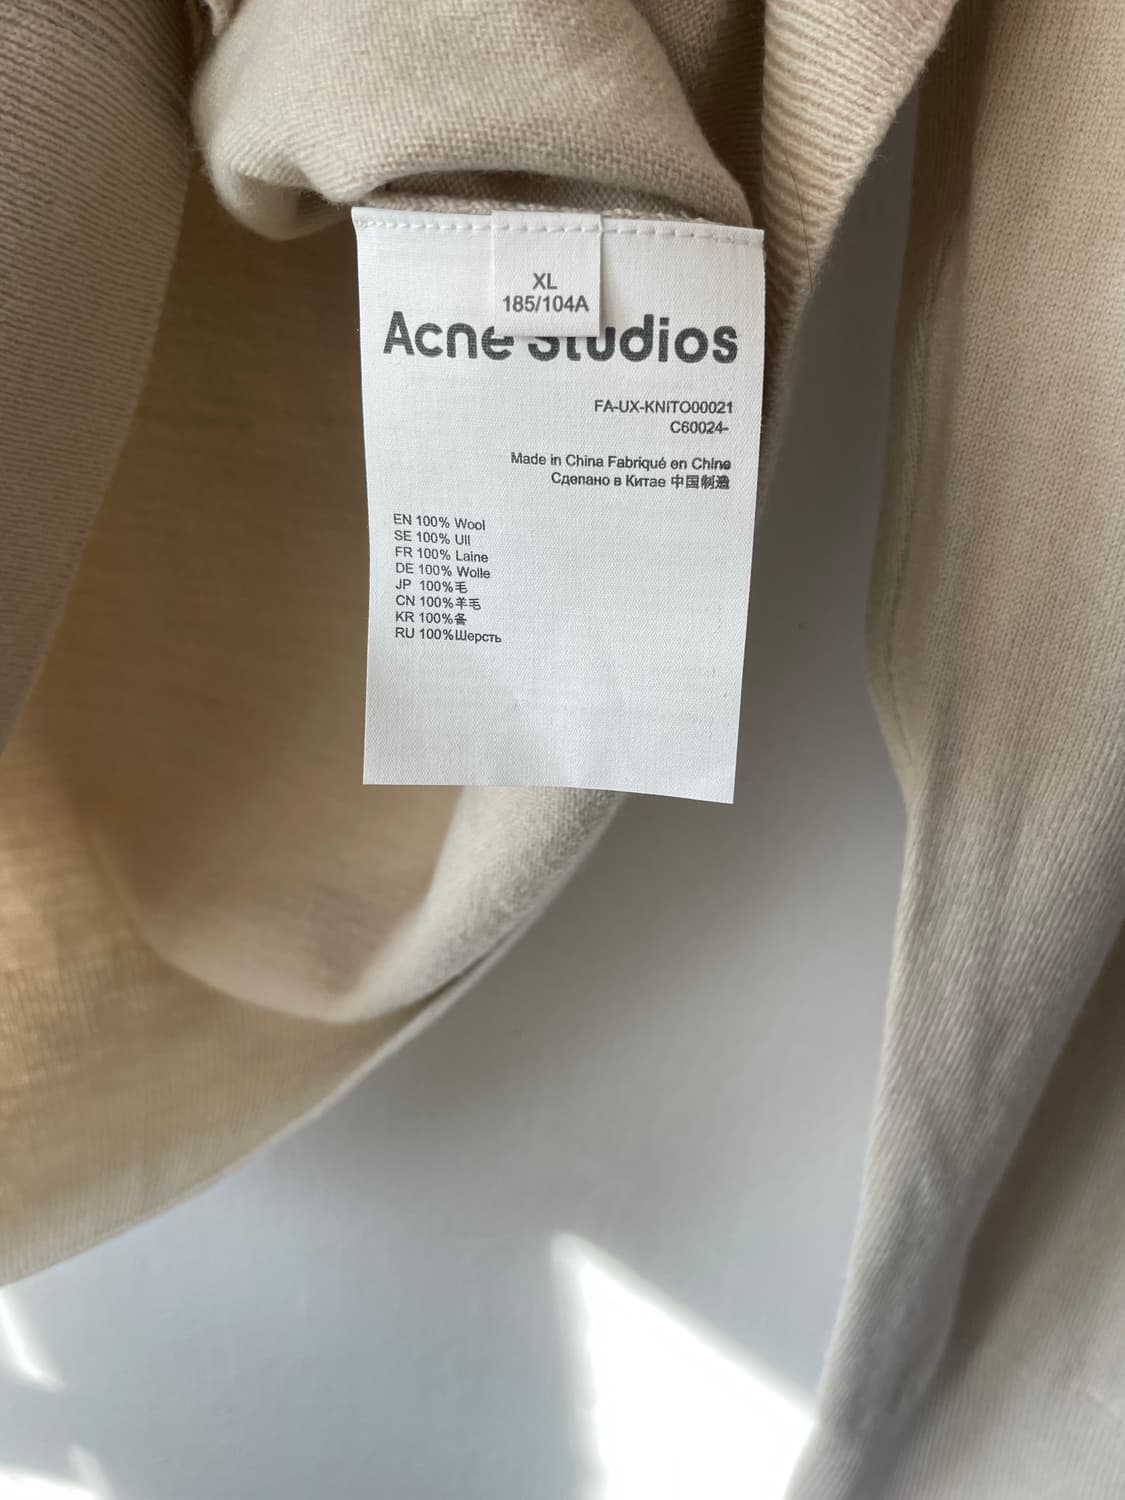 XL
185/104A
Acne Studios
FA-UX-KNITO00021
C60024-
Made in China Fabriqué en Chine
Сделано в Китае 中国制造
EN 100% Wool
SE 100% Ull
FR 100% Laine
DE 100% Wolle
JP 100%毛
CN 100%羊毛
KR 100%
RU 100%Шерсть